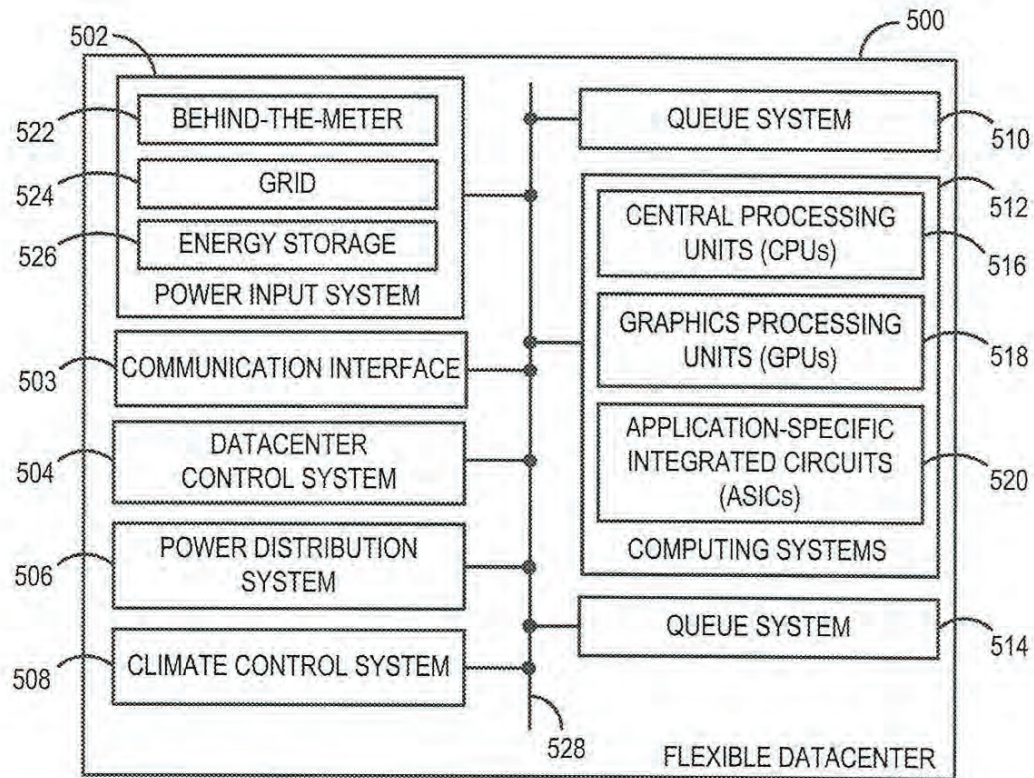 500
502
522
BEHIND-THE-METER
524
GRID
526
ENERGY STORAGE
POWER INPUT SYSTEM
503
COMMUNICATION INTERFACE
504
DATACENTER
CONTROL SYSTEM
506
POWER DISTRIBUTION
SYSTEM
508
CLIMATE CONTROL SYSTEM
QUEUE SYSTEM
510
512
CENTRAL PROCESSING
UNITS (CPUs)
516
GRAPHICS PROCESSING
UNITS (GPUs)
518
APPLICATION-SPECIFIC
INTEGRATED CIRCUITS
(ASICs)
520
COMPUTING SYSTEMS
QUEUE SYSTEM
514
528
FLEXIBLE DATACENTER